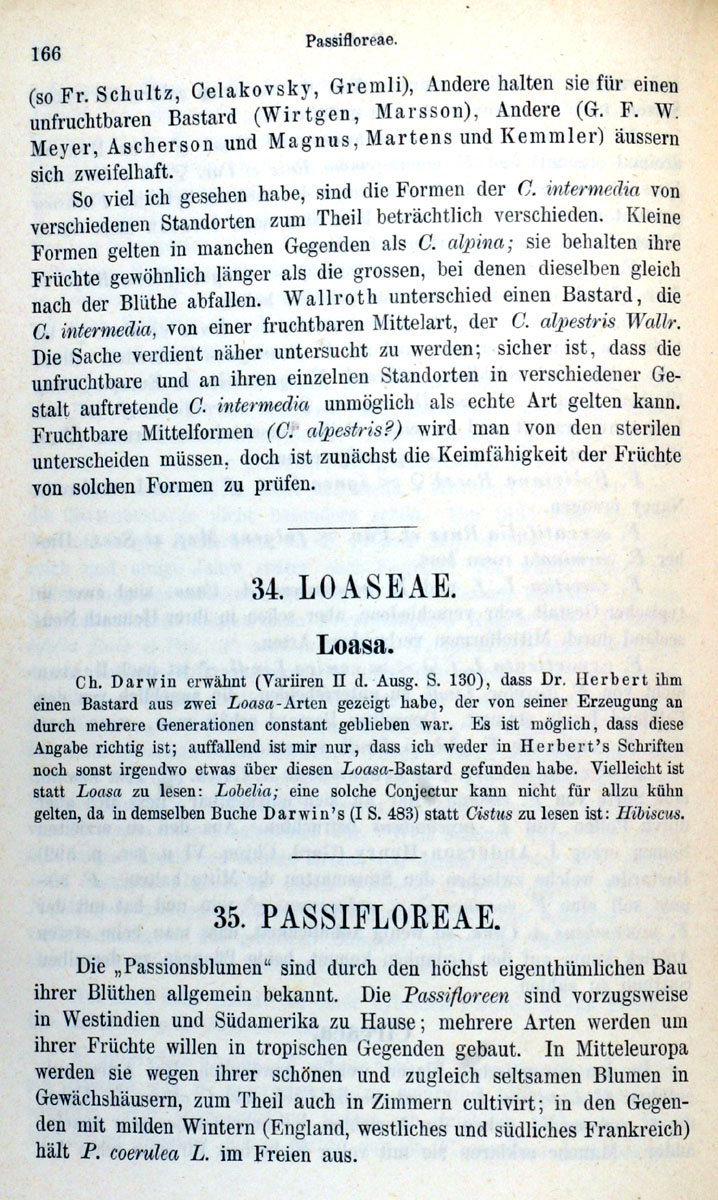 166
Passifloreae.
(so Fr. Schultz, Celakovsky, Gremli), Andere halten sie für einen
unfruchtbaren Bastard (Wirtgen, Marsson), Andere (G. F. W.
Meyer, Ascherson und Magnus, Martens und Kemmler) äussern
sich zweifelhaft.
So viel ich gesehen habe, sind die Formen der C. intermedia von
verschiedenen Standorten zum Theil beträchtlich verschieden. Kleine
Formen gelten in manchen Gegenden als C. alpina; sie behalten ihre
Früchte gewöhnlich länger als die grossen, bei denen dieselben gleich
nach der Blüthe abfallen. Wallroth unterschied einen Bastard, die
C. intermedia, von einer fruchtbaren Mittelart, der C. alpestris Wallr.
Die Sache verdient näher untersucht zu werden; sicher ist, dass die
unfruchtbare und an ihren einzelnen Standorten in verschiedener Ge-
stalt auftretende C. intermedia unmöglich als echte Art gelten kann.
Fruchtbare Mittelformen (C. alpestris?) wird man von den sterilen
unterscheiden müssen, doch ist zunächst die Keimfähigkeit der Früchte
von solchen Formen zu prüfen.
34. LOASEAE.
Loasa.
Ch. Darwin erwähnt (Variiren II d. Ausg. S. 130), dass Dr. Herbert ihm
einen Bastard aus zwei Loasa-Arten gezeigt habe, der von seiner Erzeugung an
durch mehrere Generationen constant geblieben war. Es ist möglich, dass diese
Angabe richtig ist; auffallend ist mir nur, dass ich weder in Herbert's Schriften
noch sonst irgendwo etwas über diesen Loasa-Bastard gefunden habe. Vielleicht ist
statt Loasa zu lesen: Lobelia; eine solche Conjectur kann nicht für allzu kühn
gelten, da in demselben Buche Darwin's (I S. 483) statt Cistus zu lesen ist: Hibiscus.
35. PASSIFLOREAE.
Die „Passionsblumen“ sind durch den höchst eigenthümlichen Bau
ihrer Blüthen allgemein bekannt. Die Passifloreen sind vorzugsweise
in Westindien und Südamerika zu Hause; mehrere Arten werden um
ihrer Früchte willen in tropischen Gegenden gebaut. In Mitteleuropa
werden sie wegen ihrer schönen und zugleich seltsamen Blumen in
Gewächshäusern, zum Theil auch in Zimmern cultivirt; in den Gegen-
den mit milden Wintern (England, westliches und südliches Frankreich)
hält P. coerulea L. im Freien aus.